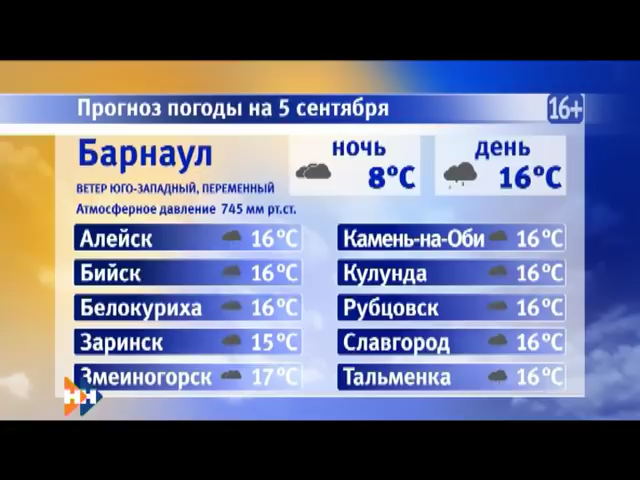 Прогноз погоды на 5 сентября
16+
Барнаул
ночь
8°C
день
16°C
ВЕТЕР ЮГО-ЗАПАДНЫЙ, ПЕРЕМЕННЫЙ
Атмосферное давление 745 мм рт.ст.
Алейск 16°C
Бийск 16°C
Белокуриха 16°C
Заринск 15°C
Змеиногорск 17°C
Камень-на-Оби 16°C
Кулунда 16°C
Рубцовск 16°C
Славгород 16°C
Тальменка 16°C
НН